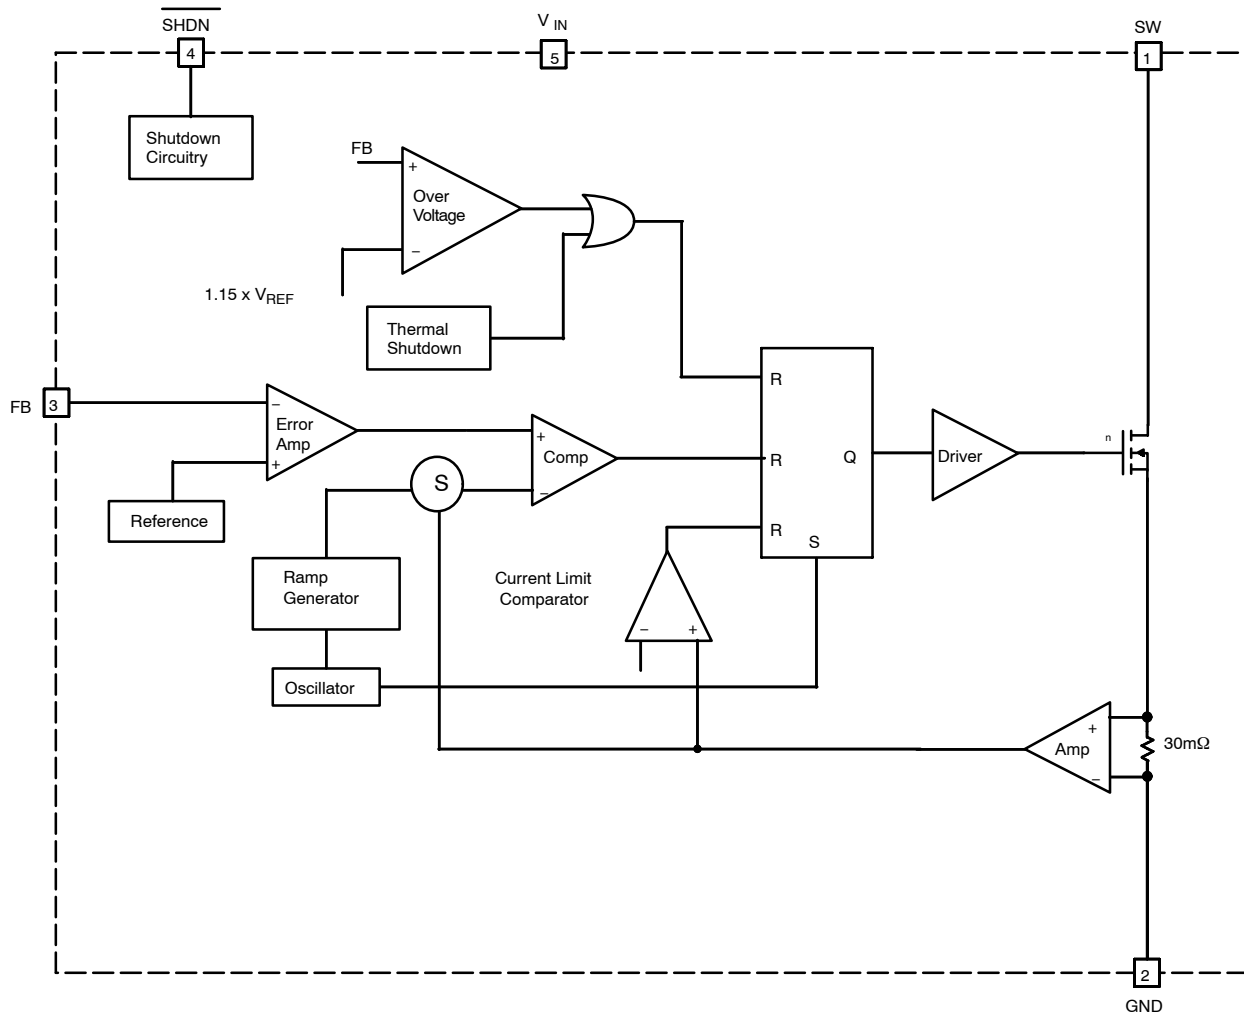 SHDN
V IN
SW
4
5
1
Shutdown
Circuitry
FB
+
Over
Voltage
−
1.15 x VREF
Thermal
Shutdown
R
FB
3
−
Error
Amp
+
+
Comp
−
S
R
Q
Driver
n
Reference
R
S
Ramp
Generator
Current Limit
Comparator
−
+
Oscillator
+
Amp
−
30mΩ
2
GND